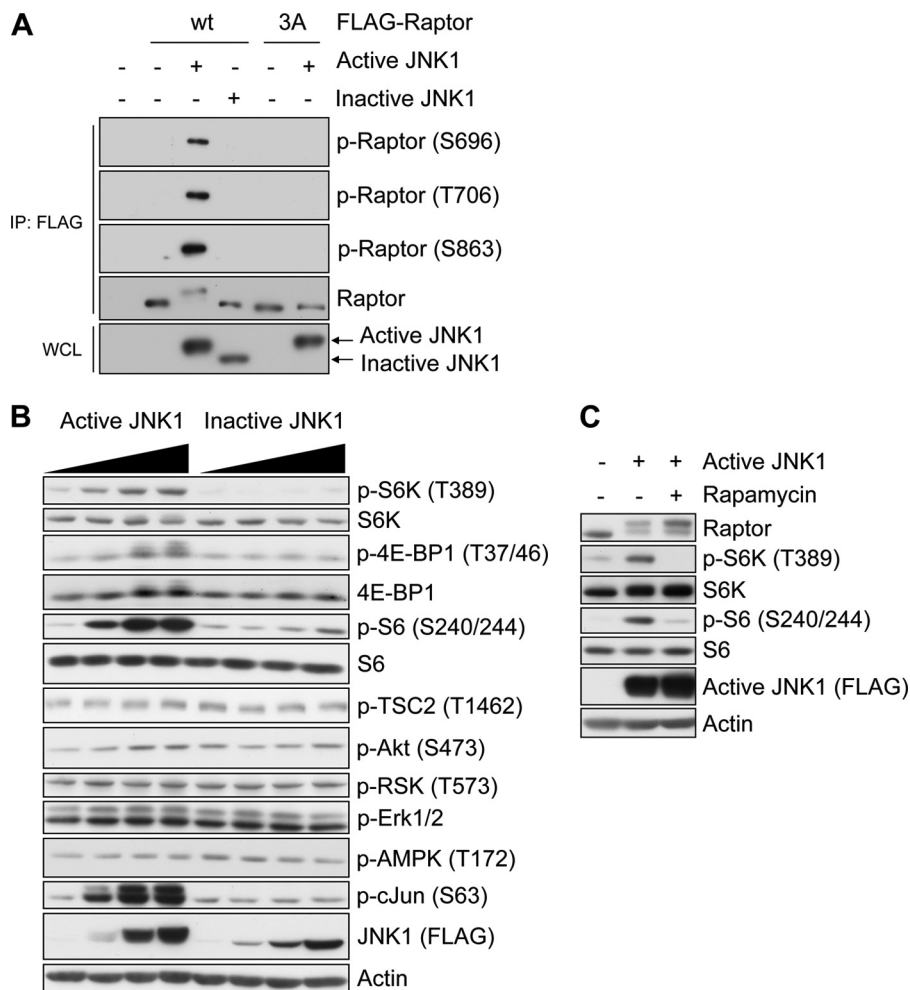 A
wt 3A FLAG-Raptor
- - + - - + Active JNK1
- - - + - - Inactive JNK1
IP: FLAG
p-Raptor (S696)
p-Raptor (T706)
p-Raptor (S863)
Raptor
WCL
Active JNK1
Inactive JNK1
B
Active JNK1 Inactive JNK1
p-S6K (T389)
S6K
p-4E-BP1 (T37/46)
4E-BP1
p-S6 (S240/244)
S6
p-TSC2 (T1462)
p-Akt (S473)
p-RSK (T573)
p-Erk1/2
p-AMPK (T172)
p-cJun (S63)
JNK1 (FLAG)
Actin
C
- + + Active JNK1
- - + Rapamycin
Raptor
p-S6K (T389)
S6K
p-S6 (S240/244)
S6
Active JNK1 (FLAG)
Actin